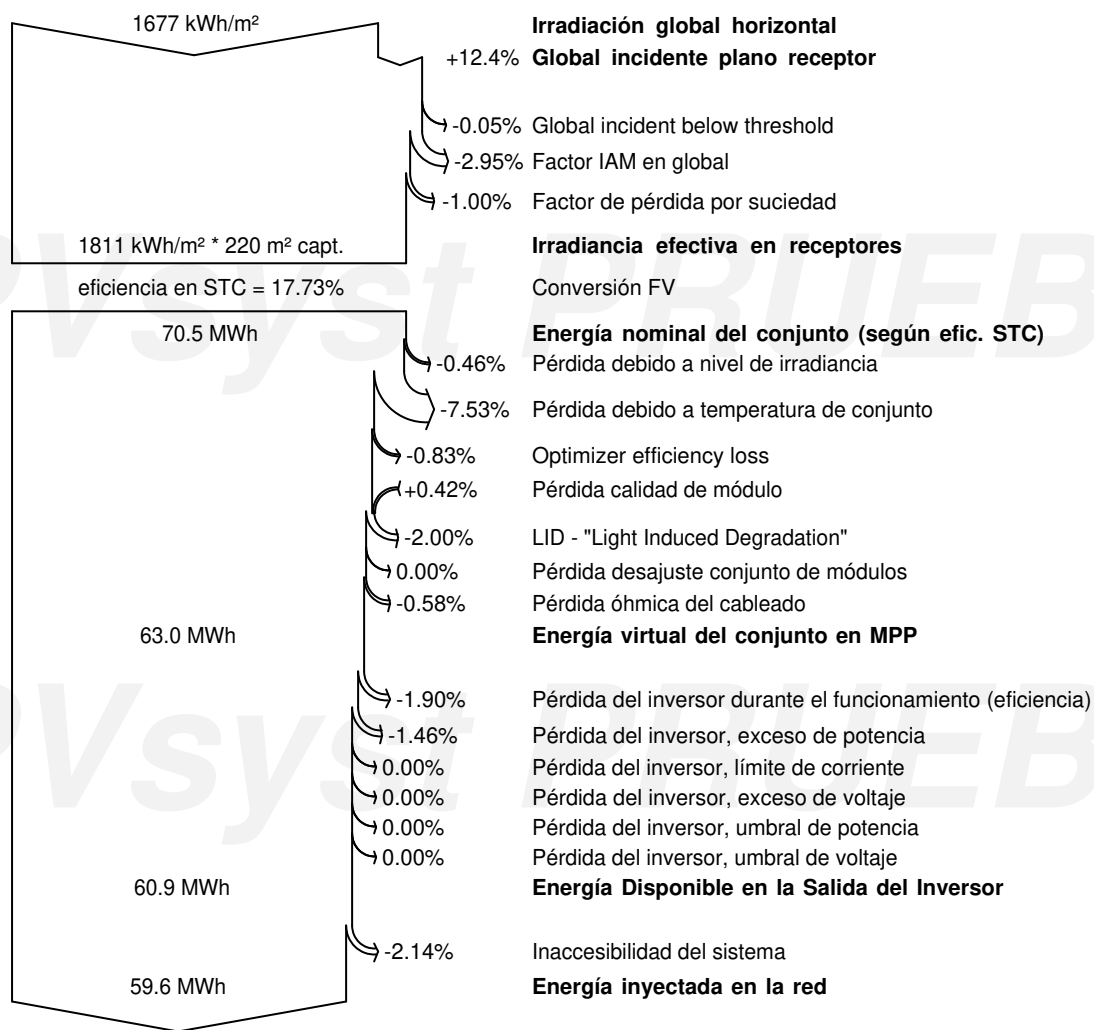 1677 kWh/m² Irradiación global horizontal
+12.4% Global incidente plano receptor
-0.05% Global incident below threshold
-2.95% Factor IAM en global
-1.00% Factor de pérdida por suciedad
1811 kWh/m² * 220 m² capt. Irradiancia efectiva en receptores
eficiencia en STC = 17.73% Conversión FV
PVsyst PRUEB
70.5 MWh Energía nominal del conjunto (según efic. STC)
-0.46% Pérdida debido a nivel de irradiancia
-7.53% Pérdida debido a temperatura de conjunto
-0.83% Optimizer efficiency loss
+0.42% Pérdida calidad de módulo
-2.00% LID - "Light Induced Degradation"
0.00% Pérdida desajuste conjunto de módulos
-0.58% Pérdida óhmica del cableado
63.0 MWh Energía virtual del conjunto en MPP
-1.90% Pérdida del inversor durante el funcionamiento (eficiencia)
-1.46% Pérdida del inversor, exceso de potencia
PVsyst PRUEB
0.00% Pérdida del inversor, límite de corriente
0.00% Pérdida del inversor, exceso de voltaje
0.00% Pérdida del inversor, umbral de potencia
0.00% Pérdida del inversor, umbral de voltaje
60.9 MWh Energía Disponible en la Salida del Inversor
-2.14% Inaccesibilidad del sistema
59.6 MWh Energía inyectada en la red